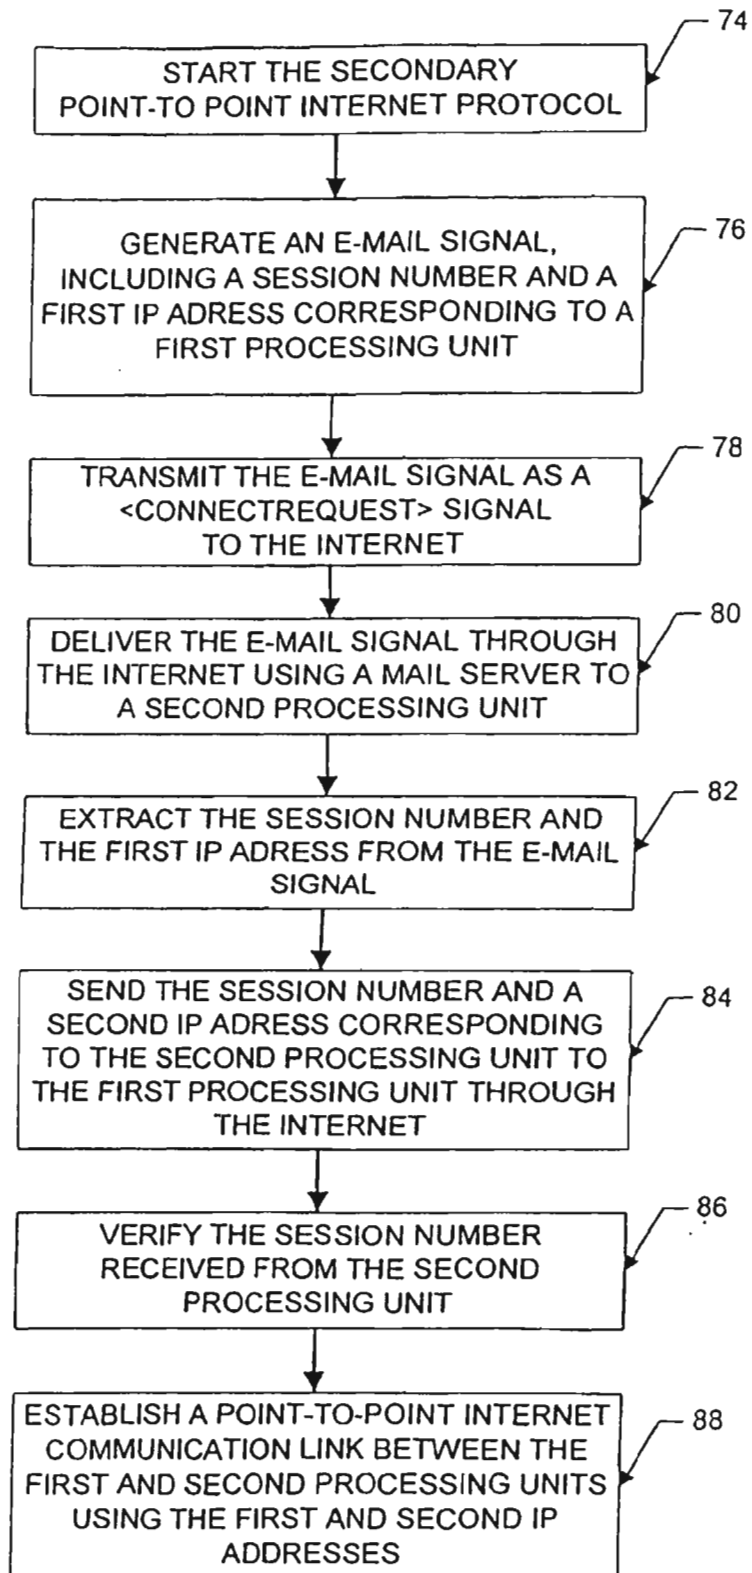 74
START THE SECONDARY
POINT-TO POINT INTERNET PROTOCOL
76
GENERATE AN E-MAIL SIGNAL,
INCLUDING A SESSION NUMBER AND A
FIRST IP ADRESS CORRESPONDING TO A
FIRST PROCESSING UNIT
78
TRANSMIT THE E-MAIL SIGNAL AS A
<CONNECTREQUEST> SIGNAL
TO THE INTERNET
80
DELIVER THE E-MAIL SIGNAL THROUGH
THE INTERNET USING A MAIL SERVER TO
A SECOND PROCESSING UNIT
82
EXTRACT THE SESSION NUMBER AND
THE FIRST IP ADRESS FROM THE E-MAIL
SIGNAL
84
SEND THE SESSION NUMBER AND A
SECOND IP ADRESS CORRESPONDING
TO THE SECOND PROCESSING UNIT TO
THE FIRST PROCESSING UNIT THROUGH
THE INTERNET
86
VERIFY THE SESSION NUMBER
RECEIVED FROM THE SECOND
PROCESSING UNIT
88
ESTABLISH A POINT-TO-POINT INTERNET
COMMUNICATION LINK BETWEEN THE
FIRST AND SECOND PROCESSING UNITS
USING THE FIRST AND SECOND IP
ADDRESSES